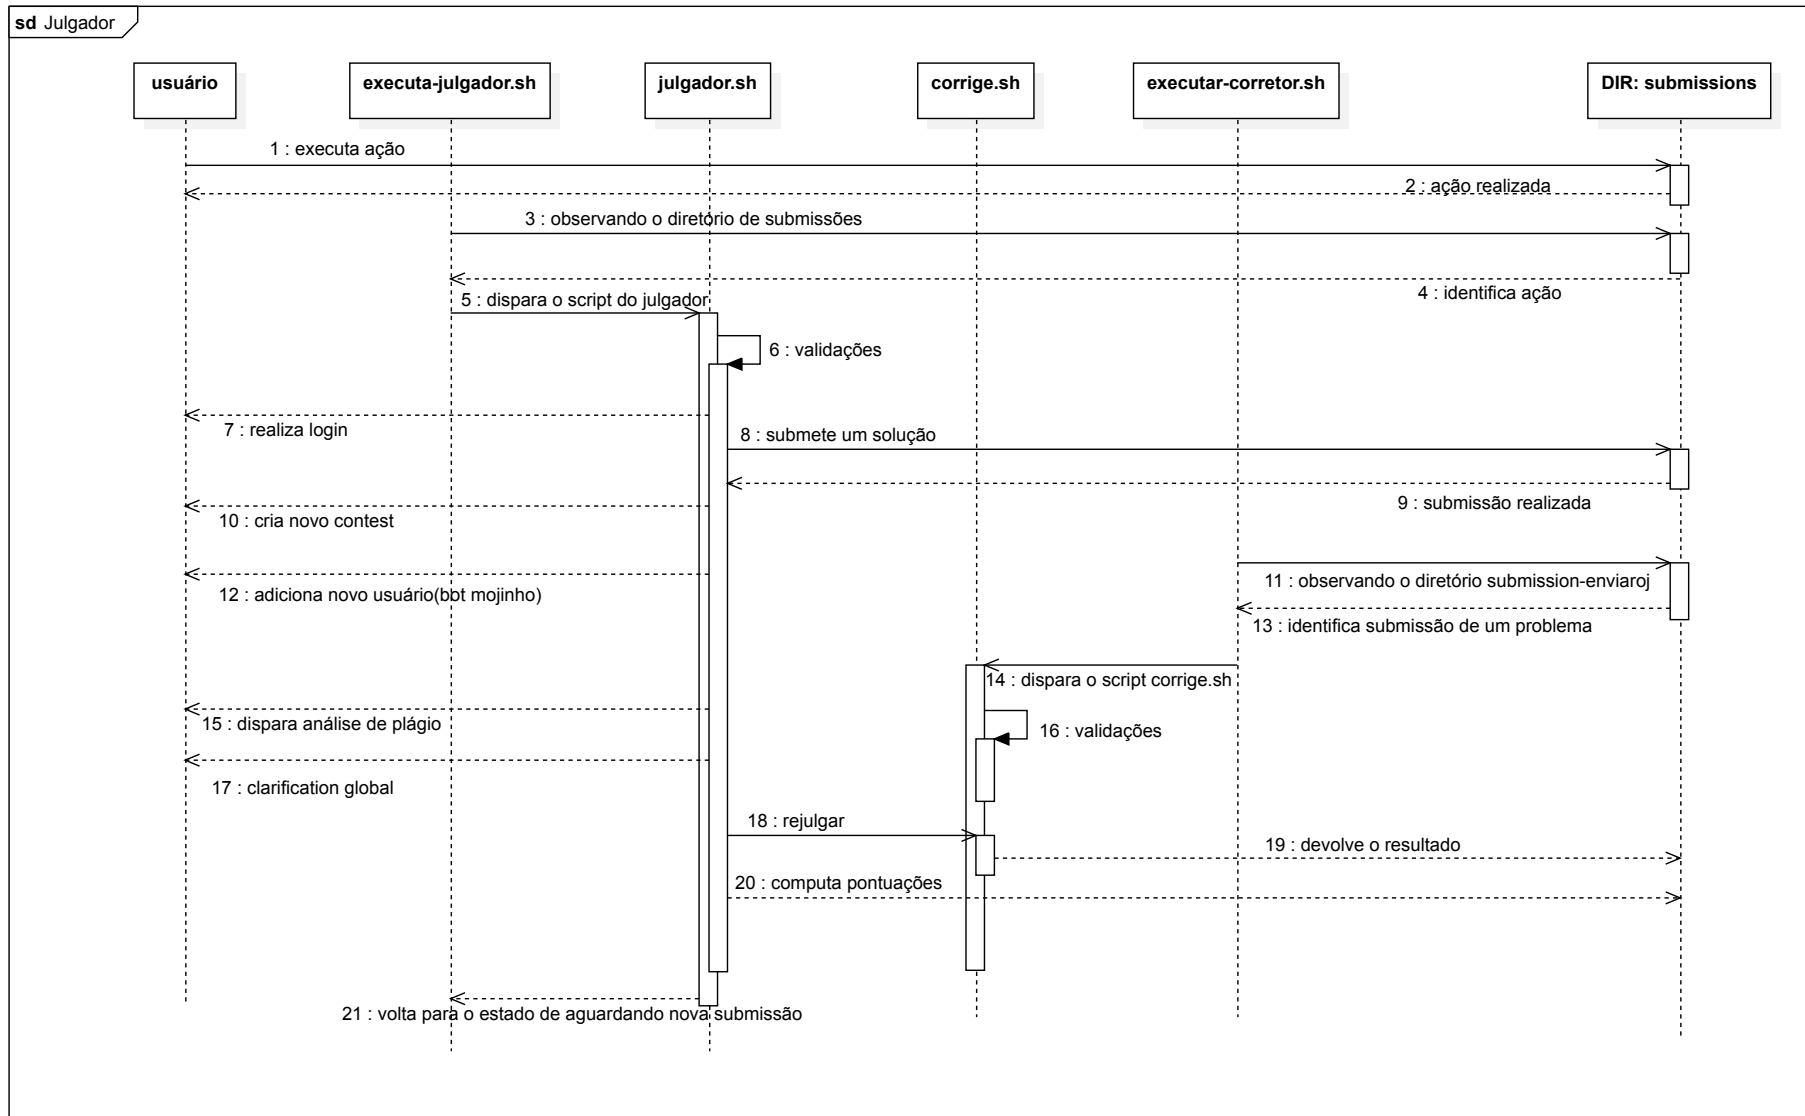 sd Julgador
usuário
executa-julgador.sh
julgador.sh
corrige.sh
executar-corretor.sh
DIR: submissions
1 : executa ação
2 : ação realizada
3 : observando o diretório de submissões
4 : identifica ação
5 : dispara o script do julgador
6 : validações
7 : realiza login
8 : submete um solução
9 : submissão realizada
10 : cria novo contest
11 : observando o diretório submission-enviaroj
12 : adiciona novo usuário(bot mojinho)
13 : identifica submissão de um problema
14 : dispara o script corrige.sh
15 : dispara análise de plágio
16 : validações
17 : clarification global
18 : rejulgar
19 : devolve o resultado
20 : computa pontuações
21 : volta para o estado de aguardando nova submissão